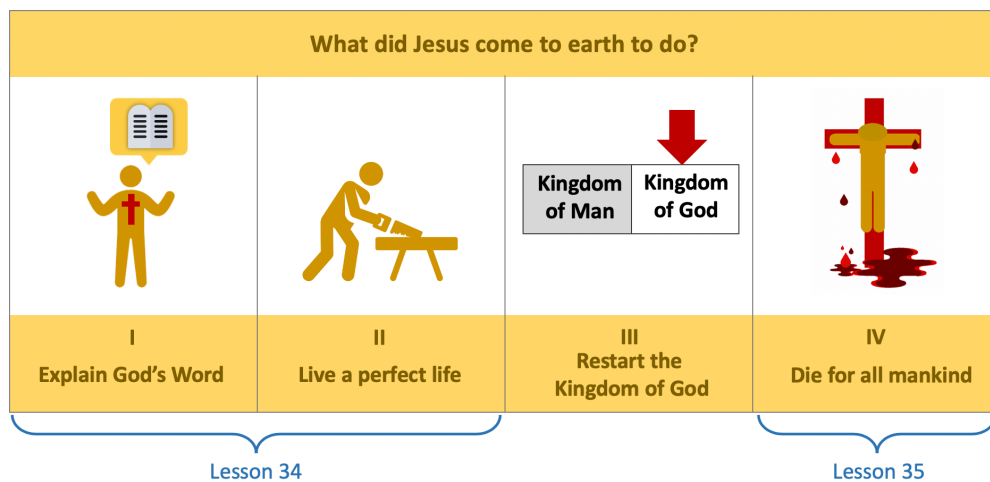 What did Jesus come to earth to do?
Kingdom
of Man
Kingdom
of God
I
Explain God’s Word
II
Live a perfect life
III
Restart the
Kingdom of God
IV
Die for all mankind
Lesson 34
Lesson 35